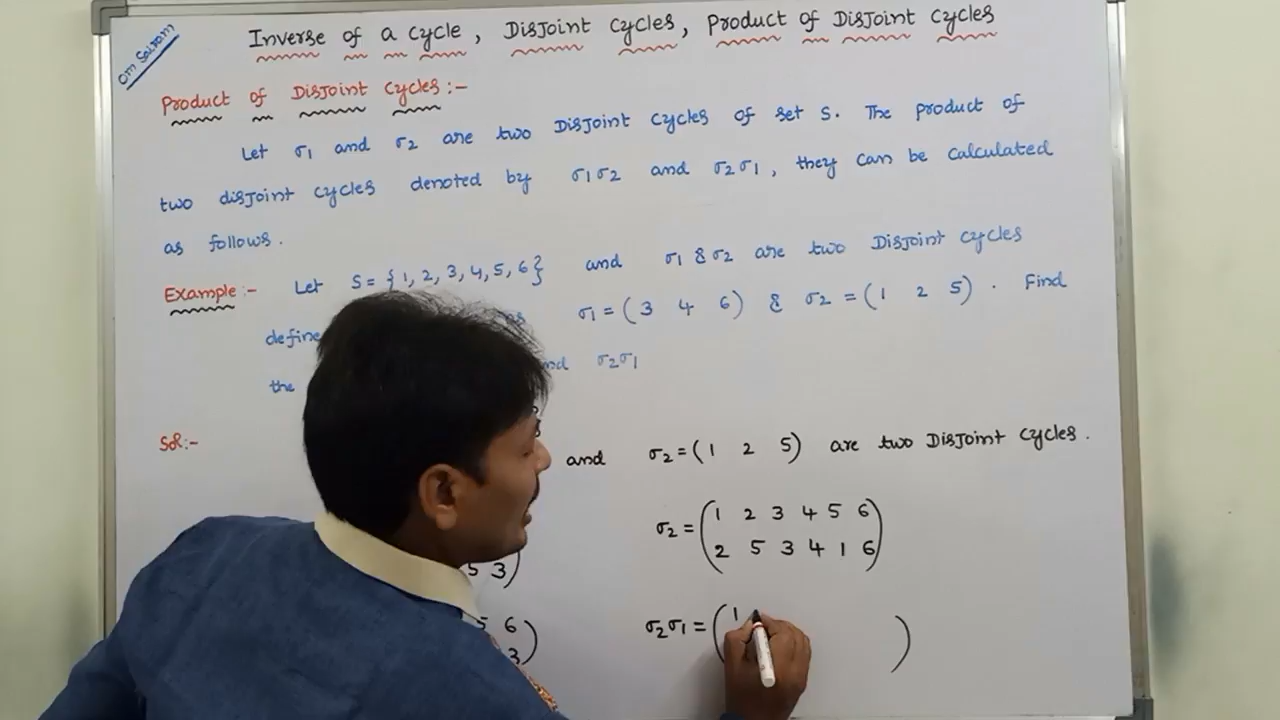 Om Sairam
Inverse of a cycle, Disjoint cycles, Product of Disjoint cycles
Product of Disjoint cycles :-
Let σ1 and σ2 are two Disjoint cycles of set S. The product of
two disjoint cycles denoted by σ1σ2 and σ2σ1, they can be calculated
as follows.
Example :- Let S = {1, 2, 3, 4, 5, 6} and σ1 & σ2 are two Disjoint cycles
σ1 = (3 4 6) & σ2 = (1 2 5). Find
the σ2σ1
Sol:- and σ2 = (1 2 5) are two Disjoint cycles.
σ2 = (1 2 3 4 5 6
5 3) 2 5 3 4 1 6)
5 6 σ2σ1 = (1 )
3)